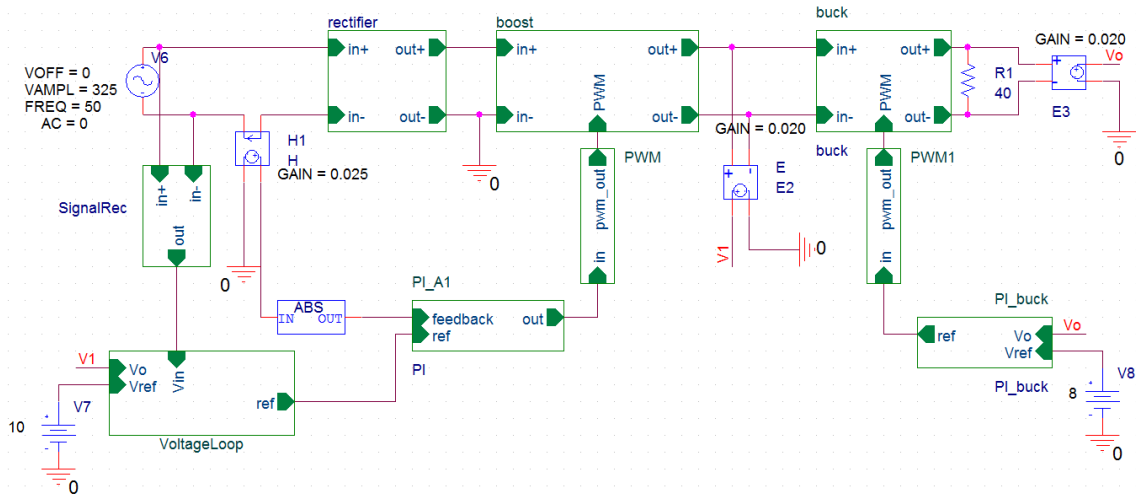 rectifier
boost
buck
V6
in+
out+
in+
out+
in+
out+
GAIN = 0.020
Vo
VOFF = 0
VAMPL = 325
FREQ = 50
AC = 0
PWM
PWM
R1
40
E3
0
in-
out-
in-
out-
in-
out-
GAIN = 0.020
H1
H
GAIN = 0.025
0
PWM
buck
PWM1
in+
in-
out
SignalRec
pwm_out
in
E
E2
V1
0
pwm_out
in
0
ABS
IN OUT
PI_A1
feedback
ref
out
PI
PI_buck
ref
Vo
Vref
Vo
PI_buck
V8
8
0
V1
Vo
Vref
Vin
ref
V7
10
0
VoltageLoop